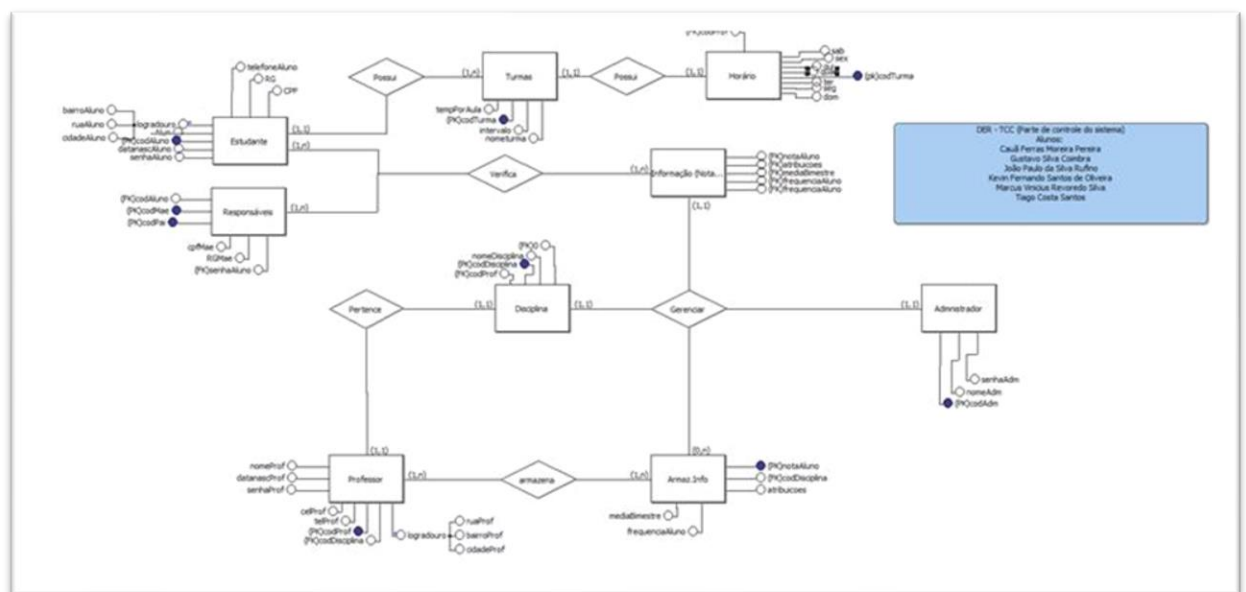 telefoneAluno
RG
CPF
bairroAluno
ruaAluno
cidadeAluno
logradouro
(PK)codAluno
datanascAluno
senhaAluno
Estudante
(1,1)
(1,n)
Possui
(1,n)
Turmas
(1,1)
tempPorAula
(PK)codTurma
intervalo
nometurma
Possui
(1,1)
Horário
sab
sex
ter
seg
dom
(pk)codTurma
DER - TCC (Parte de controle do sistema)
Alunos:
Cauã Ferras Moreira Pereira
Gustavo Silva Coimbra
João Paulo da Silva Rufino
Kevin Fernando Santos de Oliveira
Marcus Vinicius Revoredo Silva
Tiago Costa Santos
(PK)codAluno
(PK)codMae
(PK)codPai
Responsáveis
(1,n)
cpfMae
RGMae
(PK)senhaAluno
Verifica
(1,n)
Informação (Nota...
(PK)notaAluno
(PK)atribuicoes
(PK)mediaBimestre
(PK)frequenciaAluno
(PK)frequenciaAluno
(1,1)
nomeDisciplina
(PK)codDisciplina
(PK)codProf
Pertence
(1,1)
Disciplina
(1,1)
Gerenciar
(1,1)
Administrador
senhaAdm
nomeAdm
(PK)codAdm
(1,1)
nomeProf
datanascProf
senhaProf
Professor
(1,n)
celProf
telProf
(PK)codProf
(PK)codDisciplina
logradouro
ruaProf
bairroProf
cidadeProf
armazena
(0,n)
(1,n)
Armaz.Info
(PK)notaAluno
(PK)codDisciplina
atribuicoes
mediaBimestre
frequenciaAluno